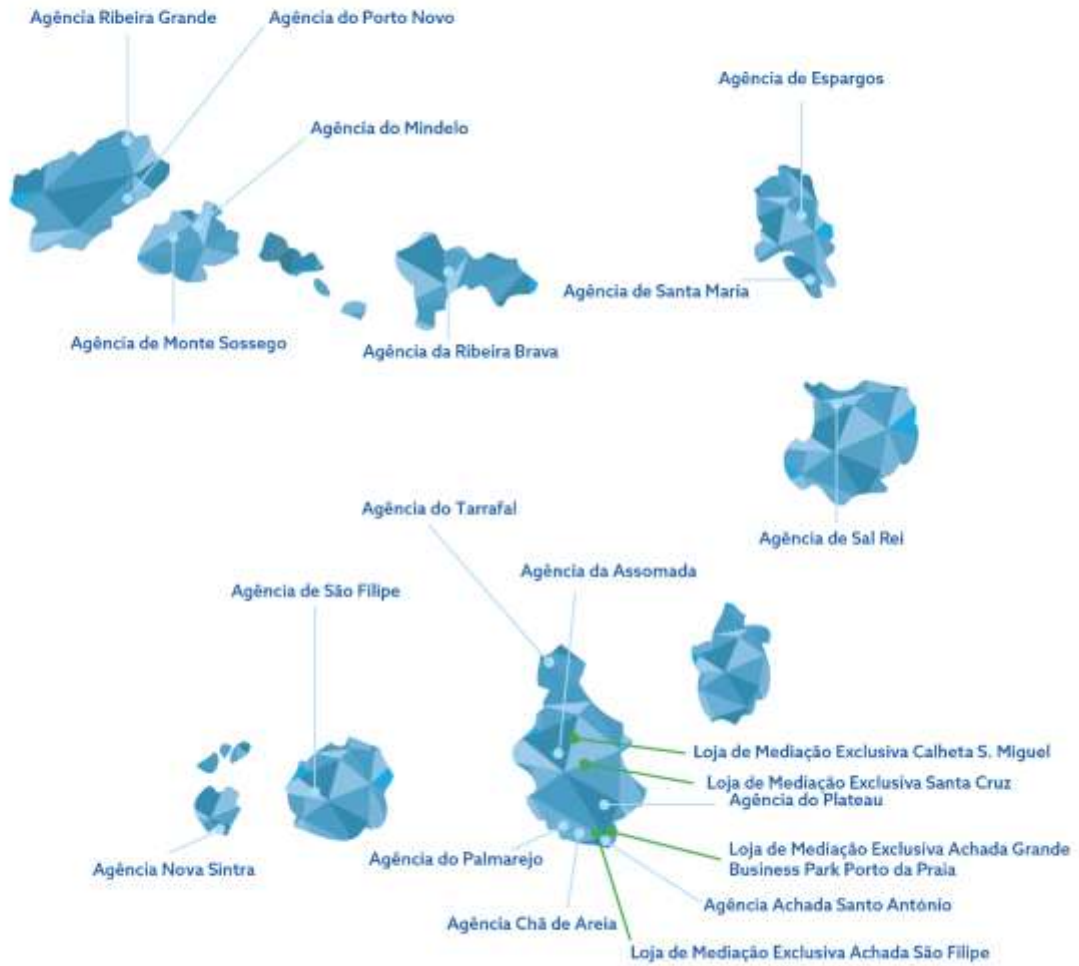 Agência Ribeira Grande
Agência do Porto Novo
Agência de Espargos
Agência do Mindelo
Agência de Santa Maria
Agência de Monte Sossego
Agência da Ribeira Brava
Agência do Tarrafal
Agência de Sal Rei
Agência da Assomada
Agência de São Filipe
Loja de Mediação Exclusiva Calheta S. Miguel
Loja de Mediação Exclusiva Santa Cruz
Agência do Plateau
Loja de Mediação Exclusiva Achada Grande
Business Park Porto da Praia
Agência do Palmarejo
Agência Nova Sintra
Agência Achada Santo António
Agência Chã de Areia
Loja de Mediação Exclusiva Achada São Filipe